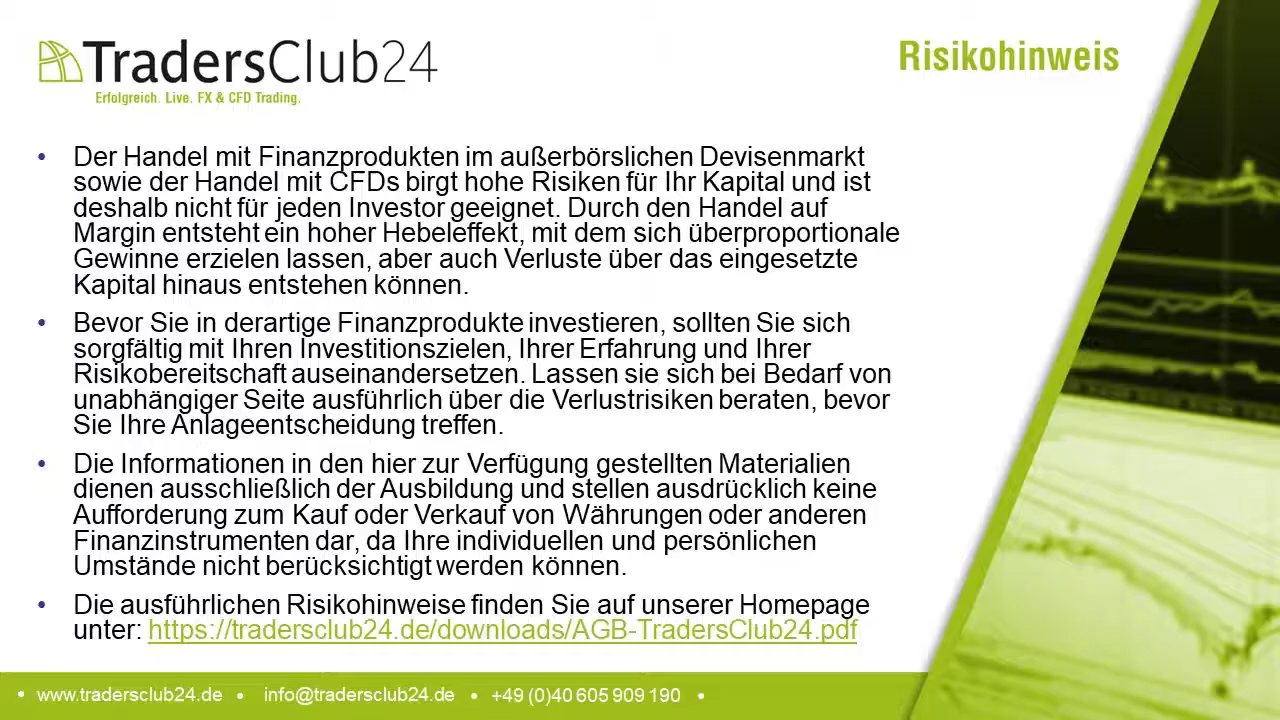 TradersClub24
Erfolgreich. Live. FX & CFD Trading.
Risikohinweis
• Der Handel mit Finanzprodukten im außerbörslichen Devisenmarkt
sowie der Handel mit CFDs birgt hohe Risiken für Ihr Kapital und ist
deshalb nicht für jeden Investor geeignet. Durch den Handel auf
Margin entsteht ein hoher Hebeleffekt, mit dem sich überproportionale
Gewinne erzielen lassen, aber auch Verluste über das eingesetzte
Kapital hinaus entstehen können.
• Bevor Sie in derartige Finanzprodukte investieren, sollten Sie sich
sorgfältig mit Ihren Investitionszielen, Ihrer Erfahrung und Ihrer
Risikobereitschaft auseinandersetzen. Lassen sie sich bei Bedarf von
unabhängiger Seite ausführlich über die Verlustrisiken beraten, bevor
Sie Ihre Anlageentscheidung treffen.
• Die Informationen in den hier zur Verfügung gestellten Materialien
dienen ausschließlich der Ausbildung und stellen ausdrücklich keine
Aufforderung zum Kauf oder Verkauf von Währungen oder anderen
Finanzinstrumenten dar, da Ihre individuellen und persönlichen
Umstände nicht berücksichtigt werden können.
• Die ausführlichen Risikohinweise finden Sie auf unserer Homepage
unter: https://tradersclub24.de/downloads/AGB-TradersClub24.pdf
• www.tradersclub24.de • info@tradersclub24.de • +49 (0)40 605 909 190 •